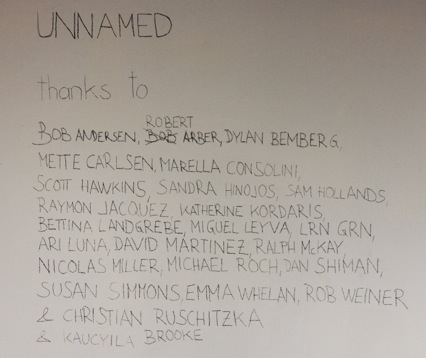 UNNAMED
thanks to
ROBERT
BOB ANDERSEN, BOB ARBER, DYLAN BEMBERG,
METTE CARLSEN, MARELLA CONSOLINI,
SCOTT HAWKINS, SANDRA HINOJOS, SAM HOLLANDS,
RAYMON JACQUEZ, KATHERINE KORDARIS,
BETTINA LANDGREBE, MIGUEL LEYVA, LRN GRN,
ARI LUNA, DAVID MARTINEZ, RALPH MCKAY,
NICOLAS MILLER, MICHAEL ROCH, DAN SHIMAN,
SUSAN SIMMONS, EMMA WHELAN, ROB WEINER
& CHRISTIAN RUSCHITZKA
& KAUCYILA BROOKE